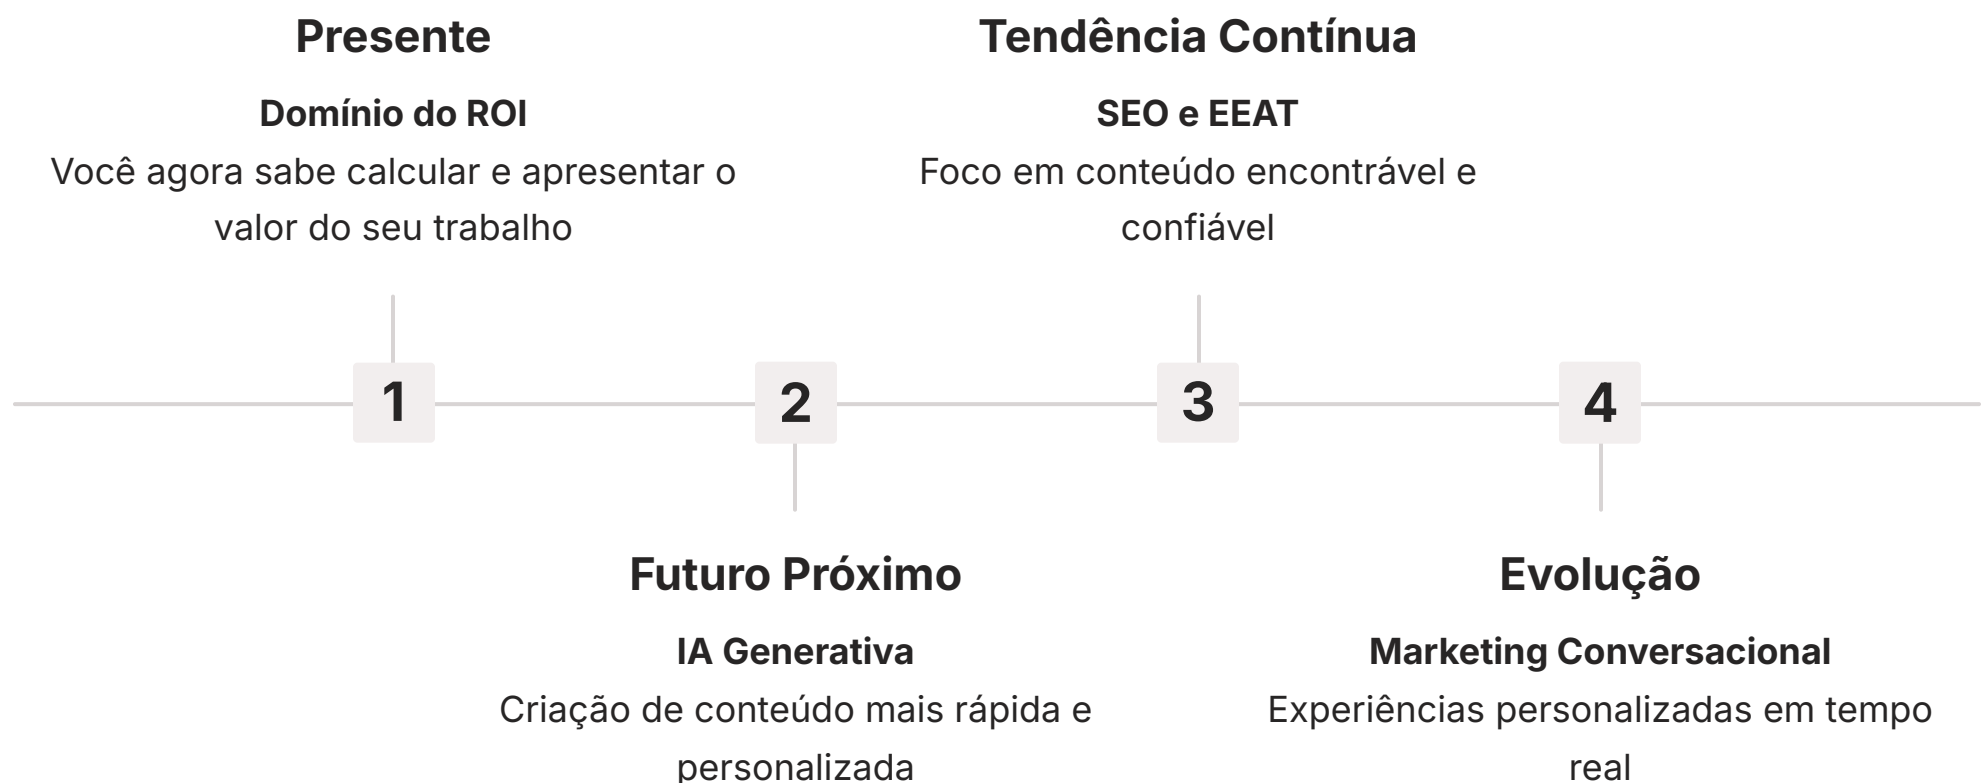 Presente
Domínio do ROI
Você agora sabe calcular e apresentar o
valor do seu trabalho
Tendência Contínua
SEO e EEAT
Foco em conteúdo encontrável e
confiável
1
2
3
4
Futuro Próximo
IA Generativa
Criação de conteúdo mais rápida e
personalizada
Evolução
Marketing Conversacional
Experiências personalizadas em tempo
real